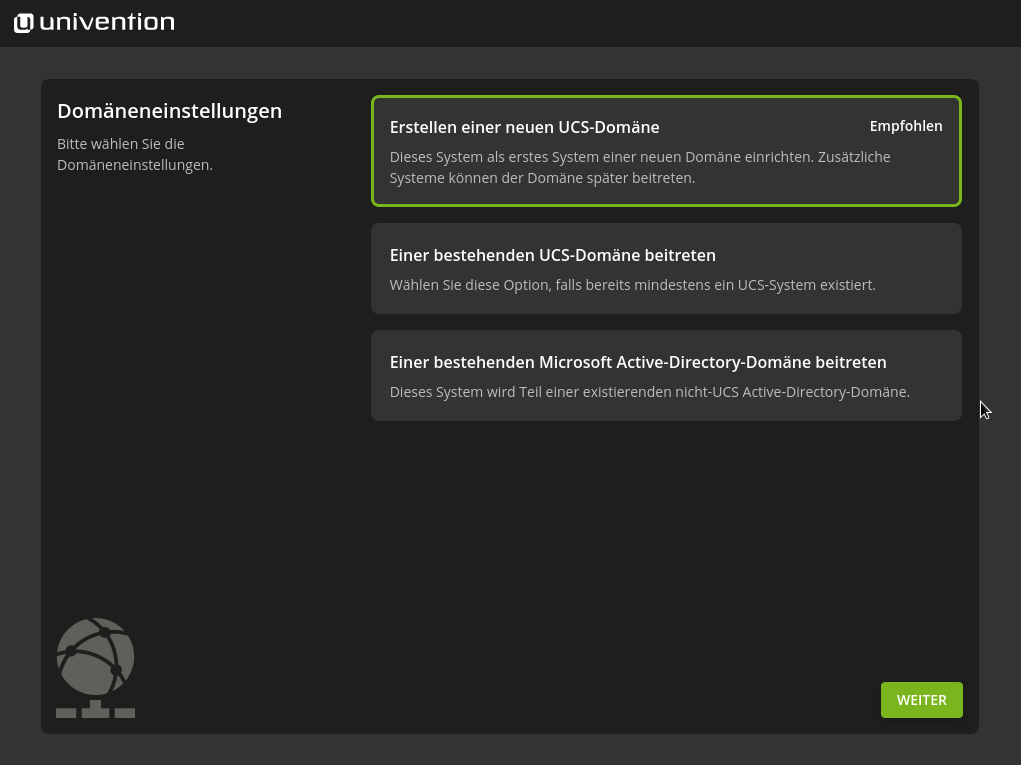 univention
Domäneneinstellungen
Bitte wählen Sie die
Domäneneinstellungen.
Erstellen einer neuen UCS-Domäne
Empfohlen
Dieses System als erstes System einer neuen Domäne einrichten. Zusätzliche
Systeme können der Domäne später beitreten.
Einer bestehenden UCS-Domäne beitreten
Wählen Sie diese Option, falls bereits mindestens ein UCS-System existiert.
Einer bestehenden Microsoft Active-Directory-Domäne beitreten
Dieses System wird Teil einer existierenden nicht-UCS Active-Directory-Domäne.
WEITER